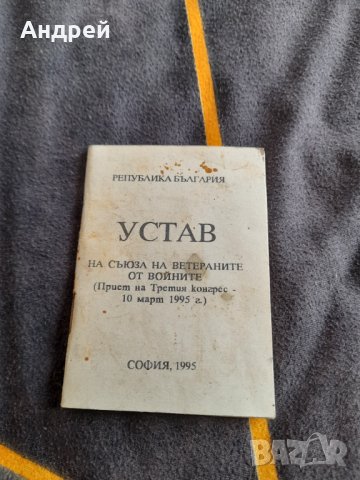 Андрей
РЕПУБЛИКА БЪЛГАРИЯ
УСТАВ
НА СЪЮЗА НА ВЕТЕРАНИТЕ
ОТ ВОЙНИТЕ
(Приет на Третия конгрес -
10 март 1995 г.)
СОФИЯ, 1995
BAZAR